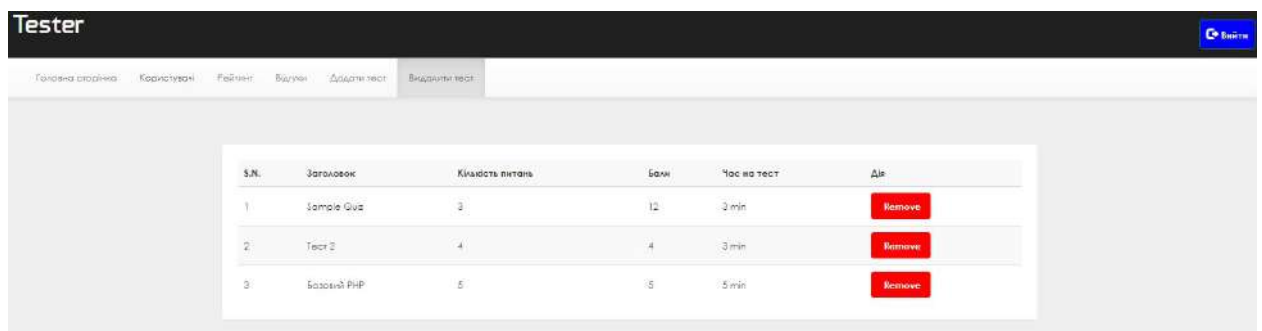 Tester
Вийти
Головна сторінка Користувачі Рейтинг Відгуки Додати тест Видалити тест
S.N. Заголовок Кількість питань Бали Час на тест Дія
1 Sample Quiz 3 12 3 min Remove
2 Тест 2 4 4 3 min Remove
3 Базовий PHP 5 5 5 min Remove